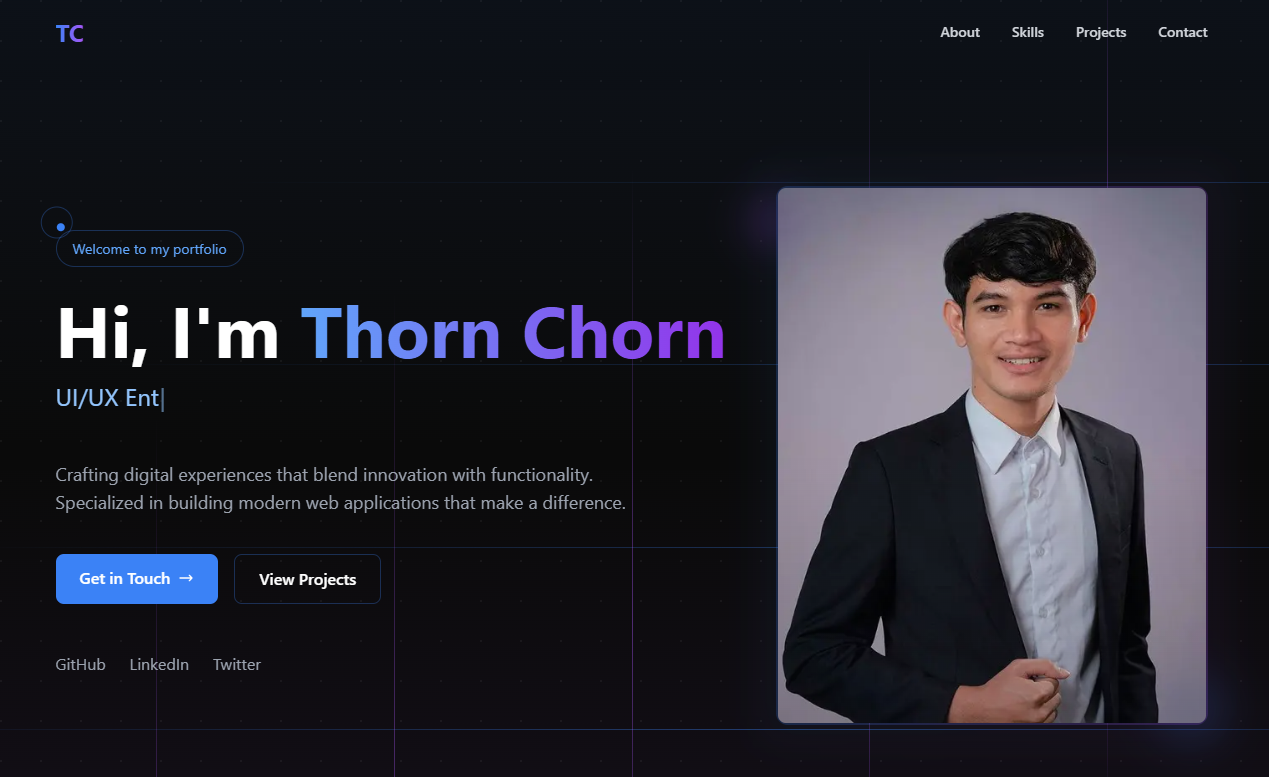 TC
About Skills Projects Contact
Welcome to my portfolio
Hi, I'm Thorn Chorn
UI/UX Ent|
Crafting digital experiences that blend innovation with functionality.
Specialized in building modern web applications that make a difference.
Get in Touch →
View Projects
GitHub LinkedIn Twitter